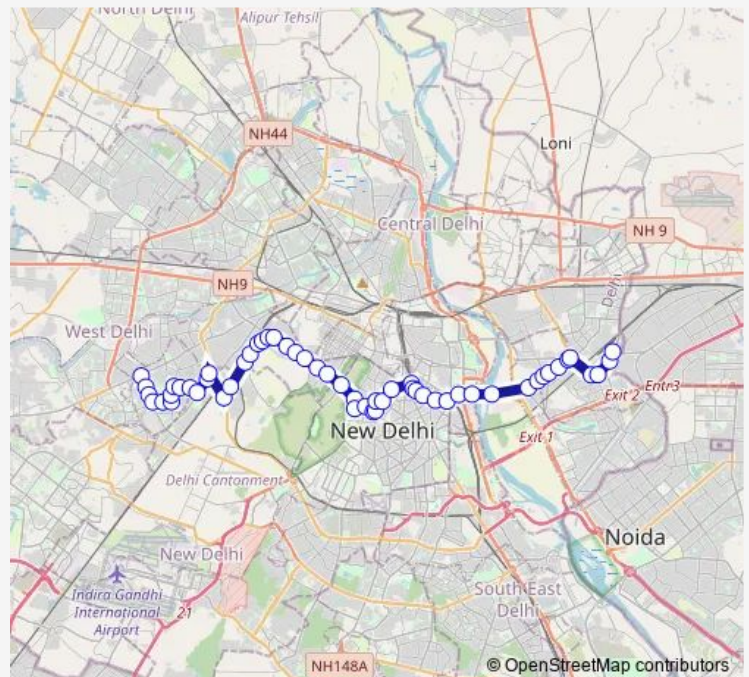 North Delhi
Alipur Tehsil
NH44
Loni
Central Delhi
NH 9
NH9
Delhi
West Delhi
Exit 2
Entr3
Exit 1
New Delhi
Delhi Cantonment
Noida
New Delhi
Indira Gandhi
International
Airport
21
South East
Delhi
NH148A
© OpenStreetMap contributors